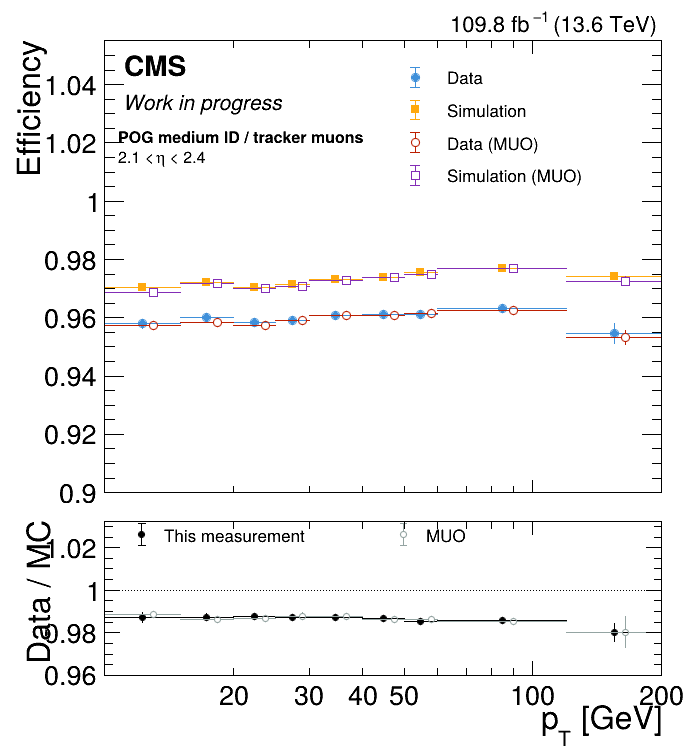 109.8 fb⁻¹ (13.6 TeV)
Efficiency
CMS
Work in progress
POG medium ID / tracker muons
2.1 < η < 2.4
Data
Simulation
Data (MUO)
Simulation (MUO)
1.04
1.02
1
0.98
0.96
0.94
0.92
0.9
Data / MC
This measurement
MUO
1.02
1
0.98
0.96
20
30
40
50
100
200
p_T [GeV]